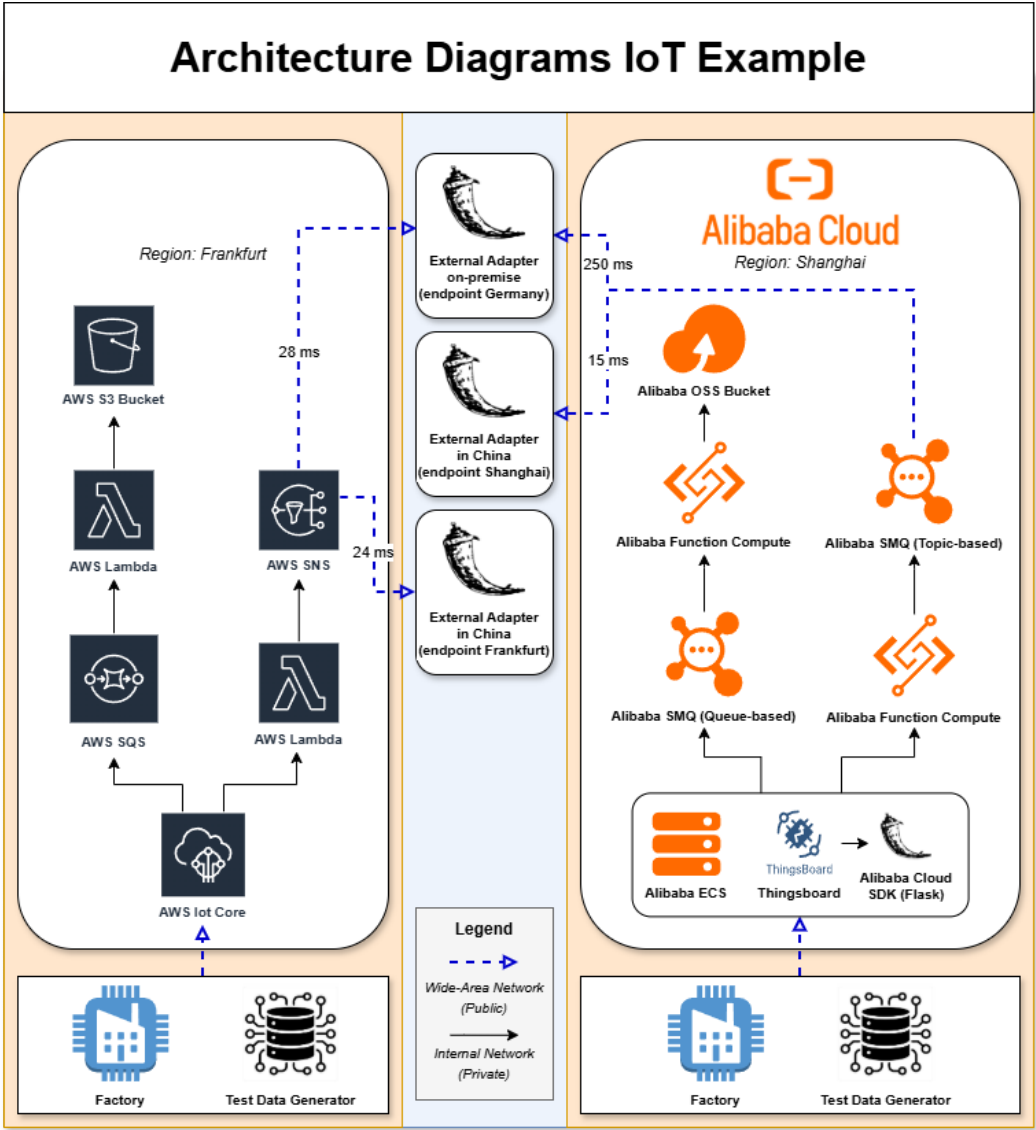 Architecture Diagrams IoT Example
Region: Frankfurt
AWS S3 Bucket
28 ms
AWS Lambda
AWS SNS
24 ms
AWS SQS
AWS Lambda
AWS Iot Core
Factory
Test Data Generator
External Adapter
on-premise
(endpoint Germany)
External Adapter
in China
(endpoint Shanghai)
External Adapter
in China
(endpoint Frankfurt)
Legend
Wide-Area Network
(Public)
Internal Network
(Private)
Alibaba Cloud
Region: Shanghai
250 ms
15 ms
Alibaba OSS Bucket
Alibaba Function Compute
Alibaba SMQ (Topic-based)
Alibaba SMQ (Queue-based)
Alibaba Function Compute
Alibaba ECS
ThingsBoard
Thingsboard
Alibaba Cloud
SDK (Flask)
Factory
Test Data Generator